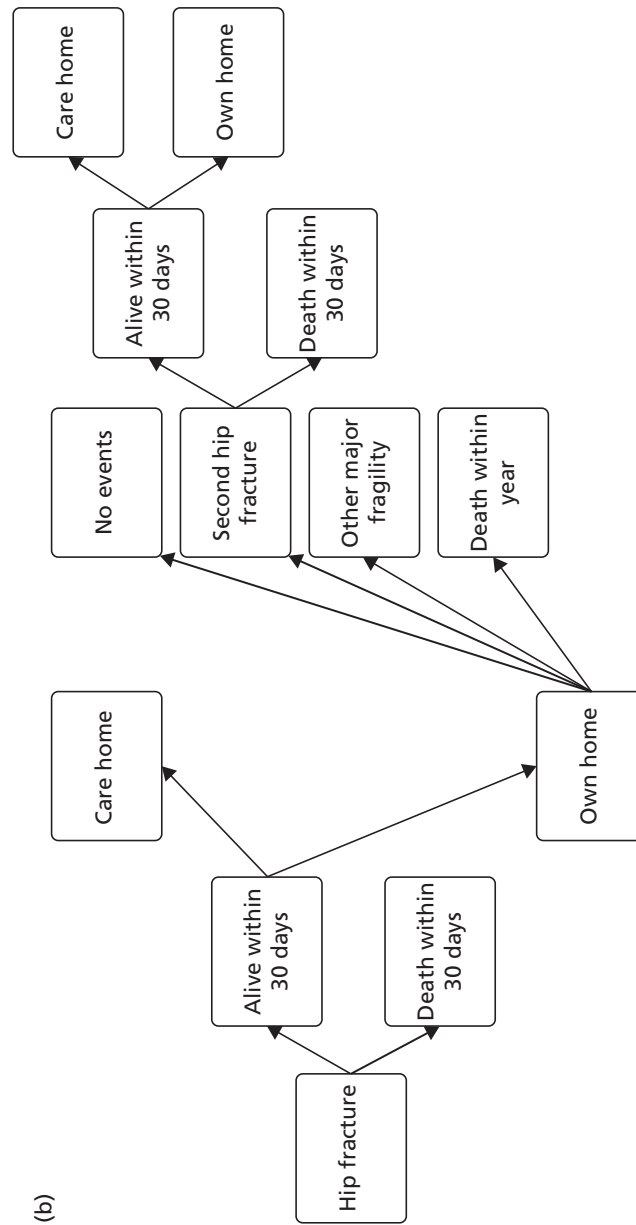 (b)
Hip fracture
Alive within
30 days
Death within
30 days
Care home
Own home
No events
Second hip
fracture
Other major
fragility
Death within
year
Alive within
30 days
Death within
30 days
Care home
Own home